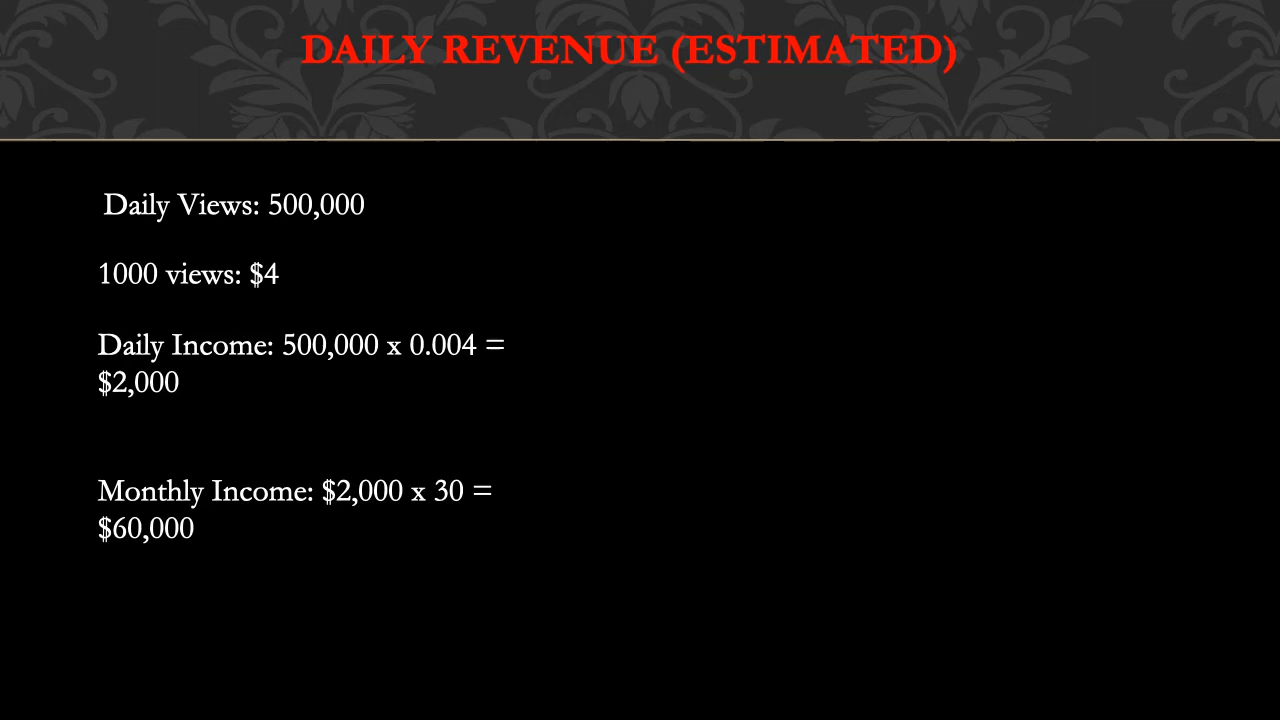 DAILY REVENUE (ESTIMATED)
Daily Views: 500,000
1000 views: $4
Daily Income: 500,000 x 0.004 =
$2,000
Monthly Income: $2,000 x 30 =
$60,000